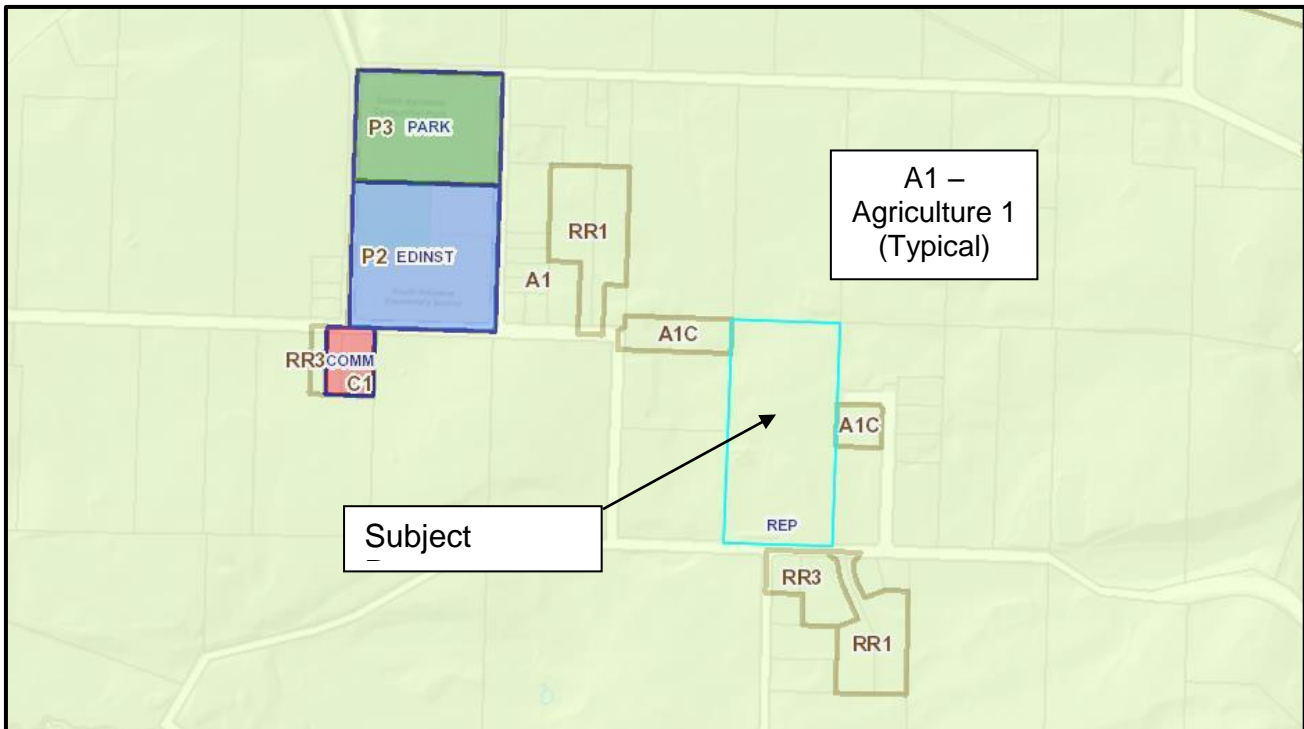 P3 PARK
P2 EDINST
RR1
A1
A1 –
Agriculture 1
(Typical)
A1C
RR3
COMM
C1
A1C
Subject
REP
RR3
RR1